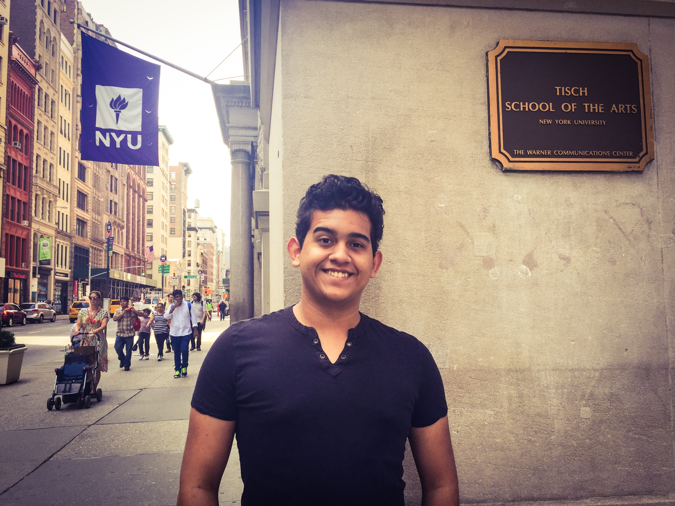 NYU
TISCH
SCHOOL OF THE ARTS
NEW YORK UNIVERSITY
THE WARNER COMMUNICATIONS CENTER